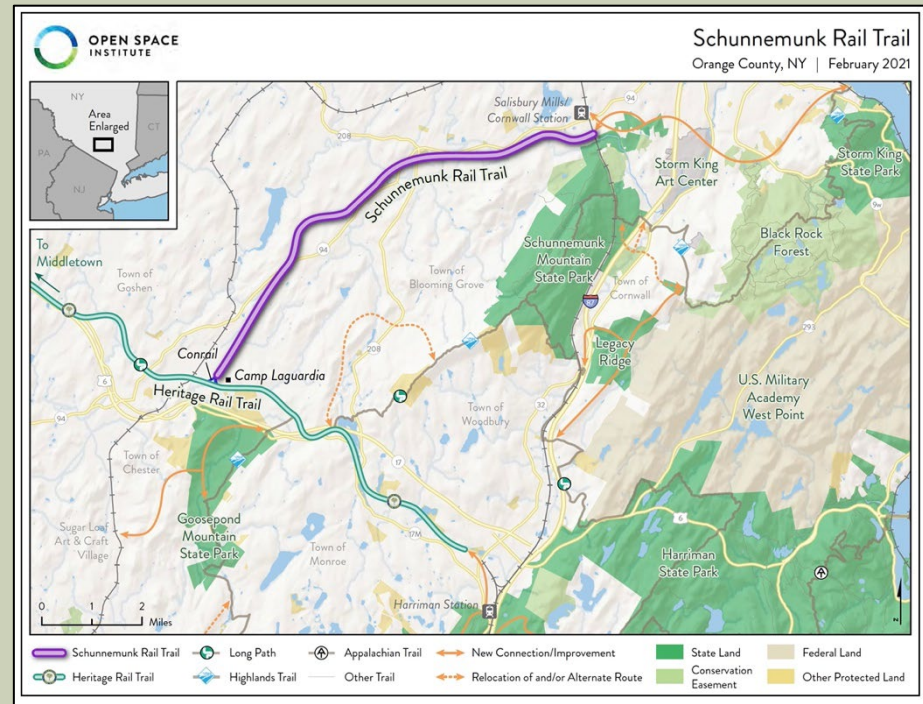 OPEN SPACE
INSTITUTE
Schunnemunk Rail Trail
Orange County, NY | February 2021
NY
Area
Enlarged
CT
PA
NJ
Salisbury Mills/
Cornwall Station
94
208
Schunnemunk Rail Trail
Storm King
Art Center
Storm King
State Park
9W
To
Middletown
Town of
Goshen
94
Town of
Blooming Grove
Schunnemunk
Mountain
State Park
Black Rock
Forest
Town of
Cornwall
87
293
Conrail
Camp Laguardia
208
Legacy
Ridge
6
Heritage Rail Trail
U.S. Military
Academy
West Point
94
Town of
Woodbury
32
Town of
Chester
17
Sugar Loaf
Art & Craft
Village
Goosepond
Mountain
State Park
17M
Town of
Monroe
6
Harriman
State Park
Harriman Station
0 1 2
Miles
N
Schunnemunk Rail Trail
Long Path
Appalachian Trail
New Connection/Improvement
State Land
Federal Land
Heritage Rail Trail
Highlands Trail
Other Trail
Relocation of and/or Alternate Route
Conservation
Easement
Other Protected Land